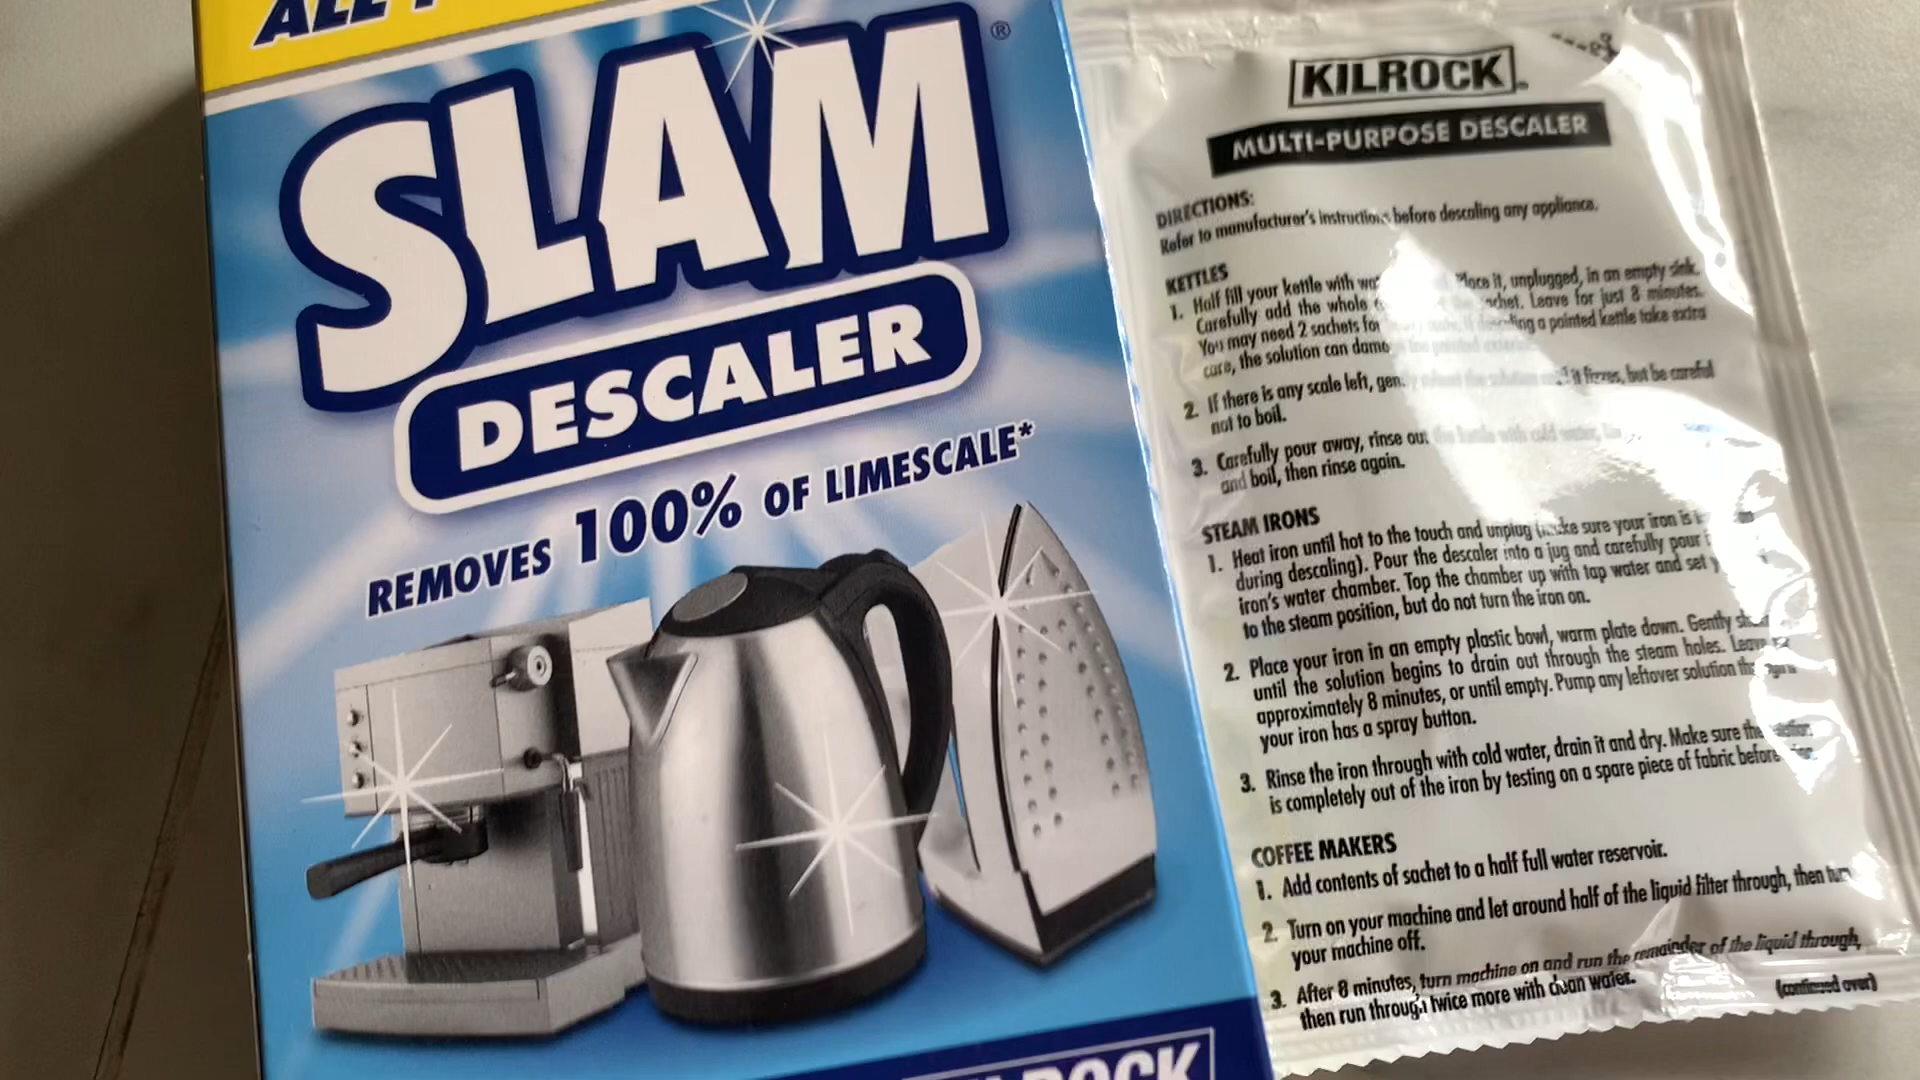 SLAM®
DESCALER
REMOVES 100% OF LIMESCALE*
KILROCK
MULTI-PURPOSE DESCALER
DIRECTIONS:
Refer to manufacturer's instructions before descaling any appliance.
KETTLES
1. Half fill your kettle with Place it, unplugged, in an empty sink.
Carefully add the whole sachet. Leave for just 8 minutes.
You may need 2 sachets for a painted kettle take extra
care, the solution can
2. If there is any scale left, it fizzes, but be careful
not to boil.
3. Carefully pour away, rinse out the kettle with cold water,
and boil, then rinse again.
STEAM IRONS
1. Heat iron until hot to the touch and unplug sure your iron is
during descaling). Pour the descaler into a jug and carefully pour
iron's water chamber. Top the chamber up with tap water and set
to the steam position, but do not turn the iron on.
2. Place your iron in an empty plastic bowl, warm plate down. Gently
until the solution begins to drain out through the steam holes. Leave
approximately 8 minutes, or until empty. Pump any leftover solution
your iron has a spray button.
3. Rinse the iron through with cold water, drain it and dry. Make sure the
is completely out of the iron by testing on a spare piece of fabric before
COFFEE MAKERS
1. Add contents of sachet to a half full water reservoir.
2. Turn on your machine and let around half of the liquid filter through, then turn
your machine off.
3. After 8 minutes, turn machine on and run the remainder of the liquid through,
then run through twice more with clean water.
(continued over)